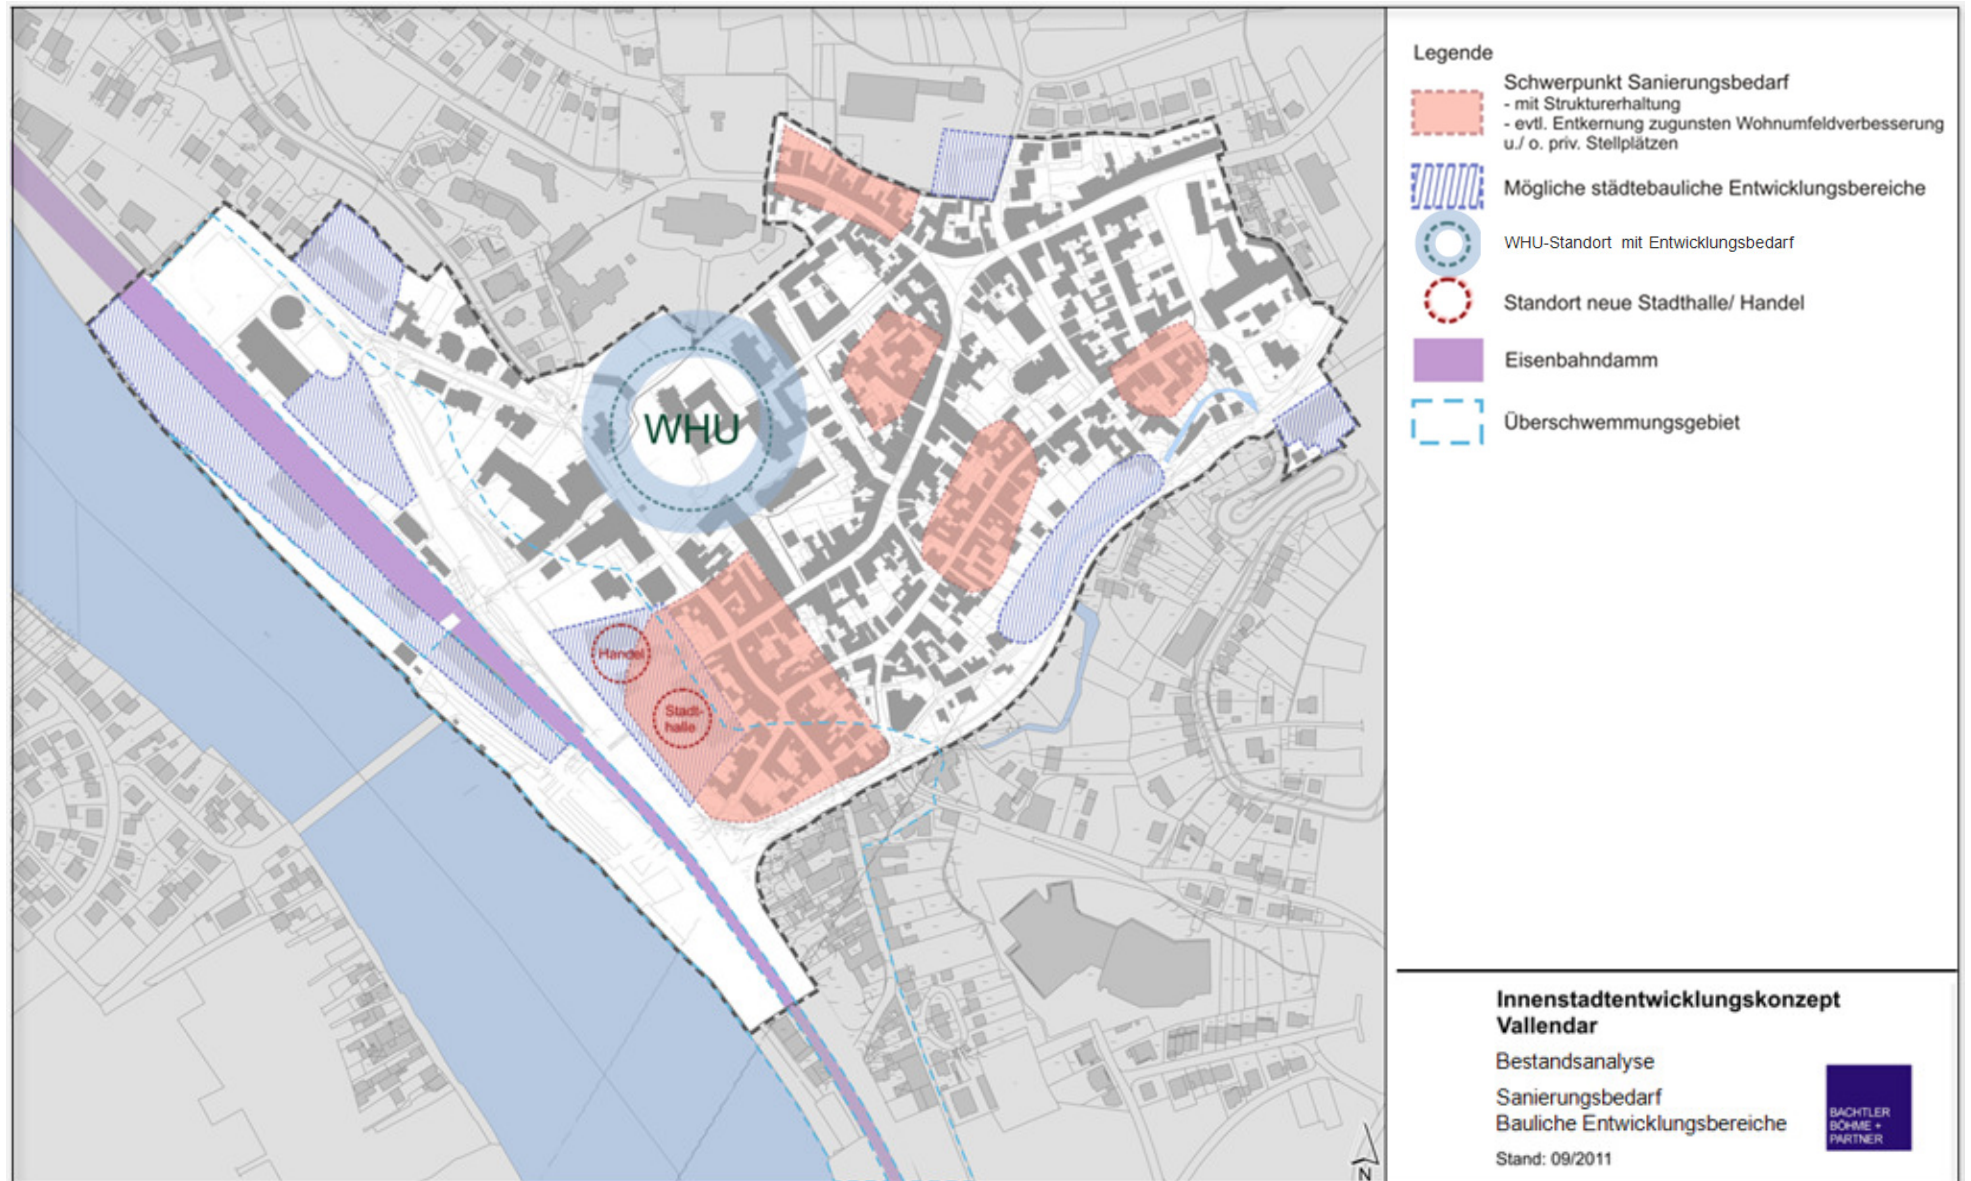 WHU
Handel
Stadt-
halle
N
Legende
Schwerpunkt Sanierungsbedarf
- mit Strukturerhaltung
- evtl. Entkernung zugunsten Wohnumfeldverbesserung
u./ o. priv. Stellplätzen
Mögliche städtebauliche Entwicklungsbereiche
WHU-Standort mit Entwicklungsbedarf
Standort neue Stadthalle/ Handel
Eisenbahndamm
Überschwemmungsgebiet
Innenstadtentwicklungskonzept
Vallendar
Bestandsanalyse
Sanierungsbedarf
Bauliche Entwicklungsbereiche
Stand: 09/2011
BACHTLER
BÖHME +
PARTNER